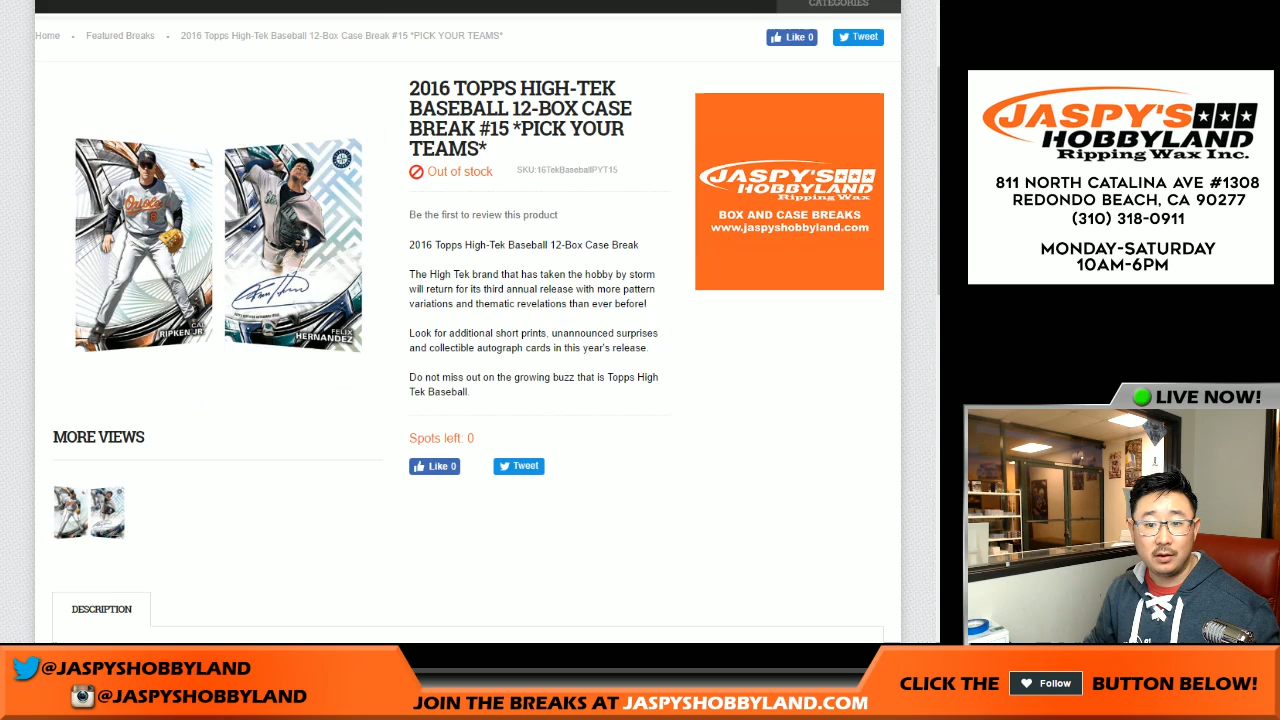 CATEGORIES
Home • Featured Breaks • 2016 Topps High-Tek Baseball 12-Box Case Break #15 *PICK YOUR TEAMS*
Like 0
Tweet
2016 TOPPS HIGH-TEK
BASEBALL 12-BOX CASE
BREAK #15 *PICK YOUR
TEAMS*
Out of stock
SKU:16TekBaseballPYT15
Be the first to review this product
2016 Topps High-Tek Baseball 12-Box Case Break
The High Tek brand that has taken the hobby by storm
will return for its third annual release with more pattern
variations and thematic revelations than ever before!
Look for additional short prints, unannounced surprises
and collectible autograph cards in this year's release.
Do not miss out on the growing buzz that is Topps High
Tek Baseball.
Spots left: 0
Like 0
Tweet
Orioles
8
CAL
RIPKEN JR
FELIX
HERNANDEZ
MORE VIEWS
DESCRIPTION
JASPY'S
HOBBYLAND
Ripping Wax
BOX AND CASE BREAKS
www.jaspyshobbyland.com
JASPY'S
HOBBYLAND
Ripping Wax Inc.
811 NORTH CATALINA AVE #1308
REDONDO BEACH, CA 90277
(310) 318-0911
MONDAY-SATURDAY
10AM-6PM
LIVE NOW!
@JASPYSHOBBYLAND
@JASPYSHOBBYLAND
JOIN THE BREAKS AT JASPYSHOBBYLAND.COM
CLICK THE Follow BUTTON BELOW!